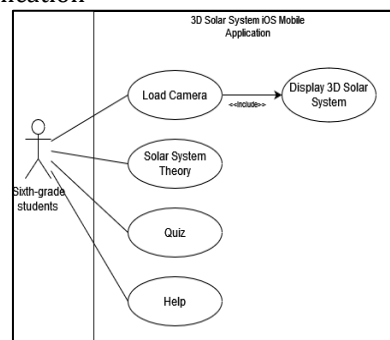 3D Solar System iOS Mobile
Application
Load Camera
<<include>>
Display 3D Solar
System
Solar System
Theory
Sixth-grade
students
Quiz
Help